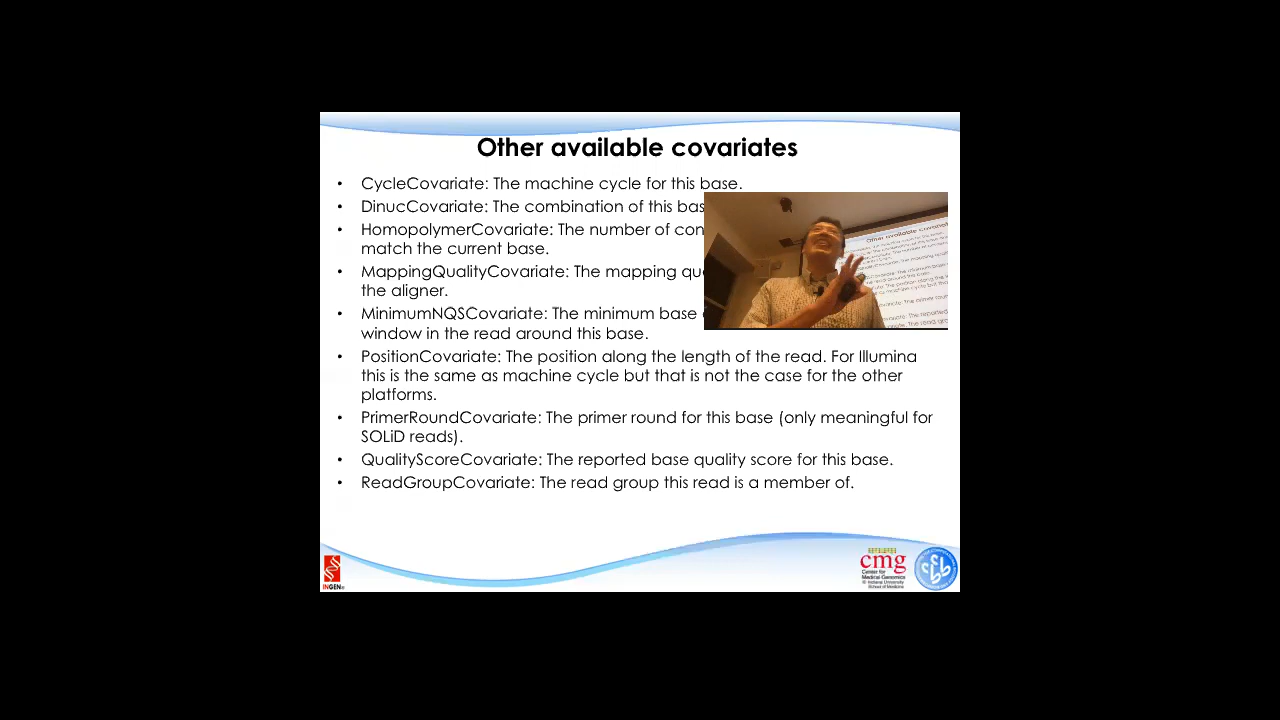 Other available covariates
• CycleCovariate: The machine cycle for this base.
• DinucCovariate: The combination of this bas
• HomopolymerCovariate: The number of con
match the current base.
• MappingQualityCovariate: The mapping qu
the aligner.
• MinimumNQSCovariate: The minimum base
window in the read around this base.
• PositionCovariate: The position along the length of the read. For Illumina
this is the same as machine cycle but that is not the case for the other
platforms.
• PrimerRoundCovariate: The primer round for this base (only meaningful for
SOLiD reads).
• QualityScoreCovariate: The reported base quality score for this base.
• ReadGroupCovariate: The read group this read is a member of.
INGEN
cmg
Center for
Medical Genomics
Indiana University
School of Medicine